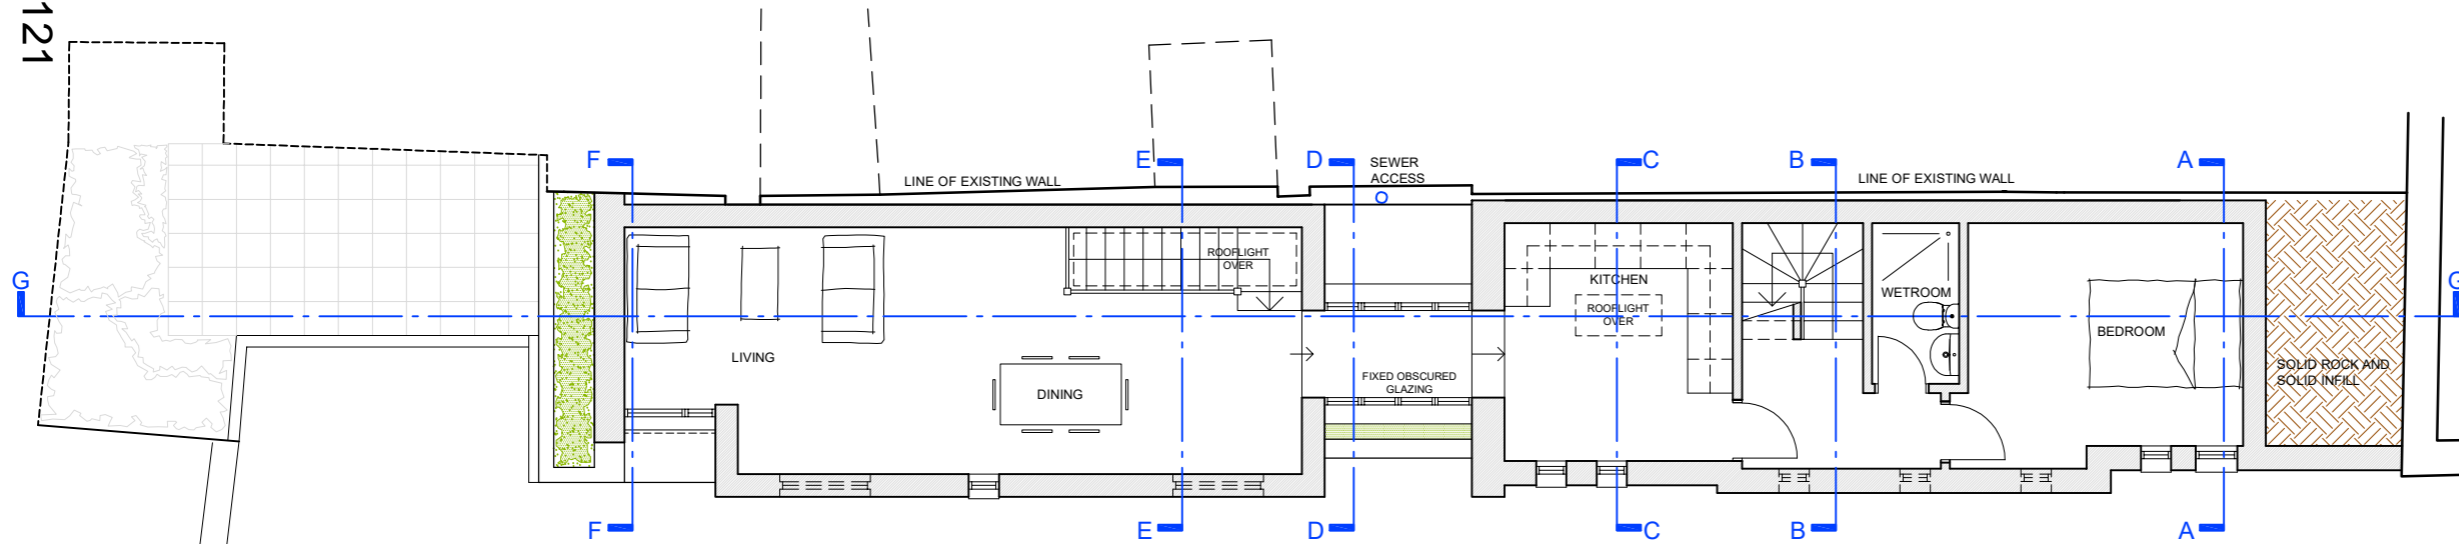 121
F
E
D
SEWER
ACCESS
C
B
A
LINE OF EXISTING WALL
LINE OF EXISTING WALL
G
ROOFLIGHT
OVER
KITCHEN
ROOFLIGHT
OVER
WETROOM
G
BEDROOM
LIVING
DINING
FIXED OBSCURED
GLAZING
SOLID ROCK AND
SOLID INFILL
F
E
D
C
B
A